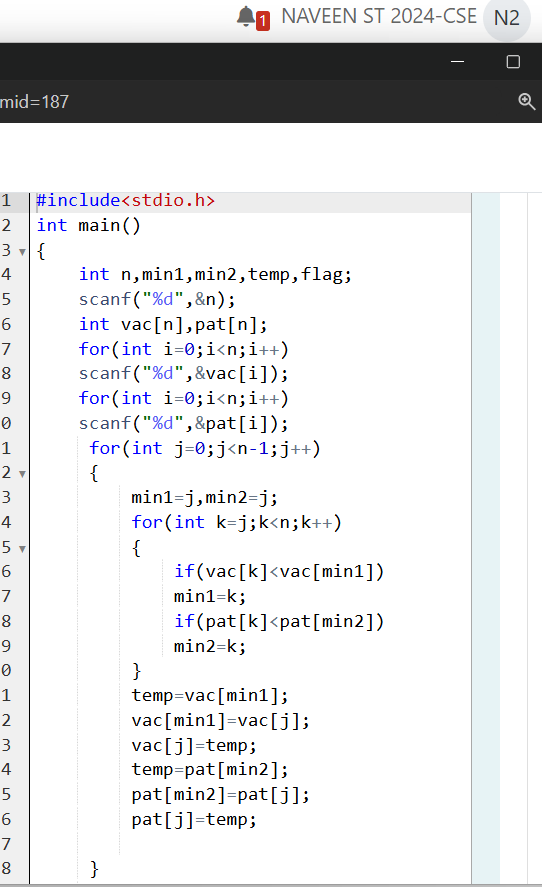 1 NAVEEN ST 2024-CSE N2
mid=187
1 #include<stdio.h>
2 int main()
3 {
4     int n,min1,min2,temp,flag;
5     scanf("%d",&n);
6     int vac[n],pat[n];
7     for(int i=0;i<n;i++)
8     scanf("%d",&vac[i]);
9     for(int i=0;i<n;i++)
0     scanf("%d",&pat[i]);
1      for(int j=0;j<n-1;j++)
2      {
3          min1=j,min2=j;
4          for(int k=j;k<n;k++)
5          {
6              if(vac[k]<vac[min1])
7              min1=k;
8              if(pat[k]<pat[min2])
9              min2=k;
0          }
1          temp=vac[min1];
2          vac[min1]=vac[j];
3          vac[j]=temp;
4          temp=pat[min2];
5          pat[min2]=pat[j];
6          pat[j]=temp;
7
8      }